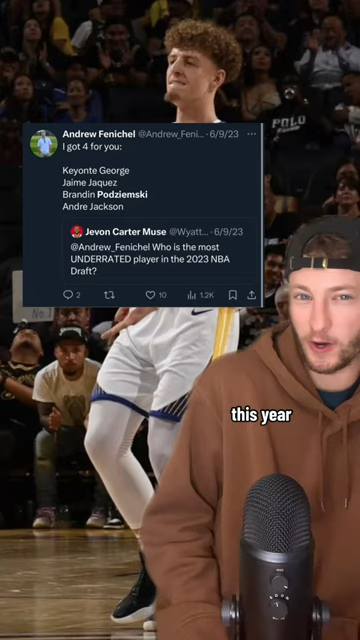 POLO
Andrew Fenichel @Andrew_Feni... · 6/9/23 ...
I got 4 for you:
Keyonte George
Jaime Jaquez
Brandin Podziemski
Andre Jackson
Jevon Carter Muse @Wyatt... · 6/9/23
@Andrew_Fenichel Who is the most
UNDERRATED player in the 2023 NBA
Draft?
2 10 1.2K
this year